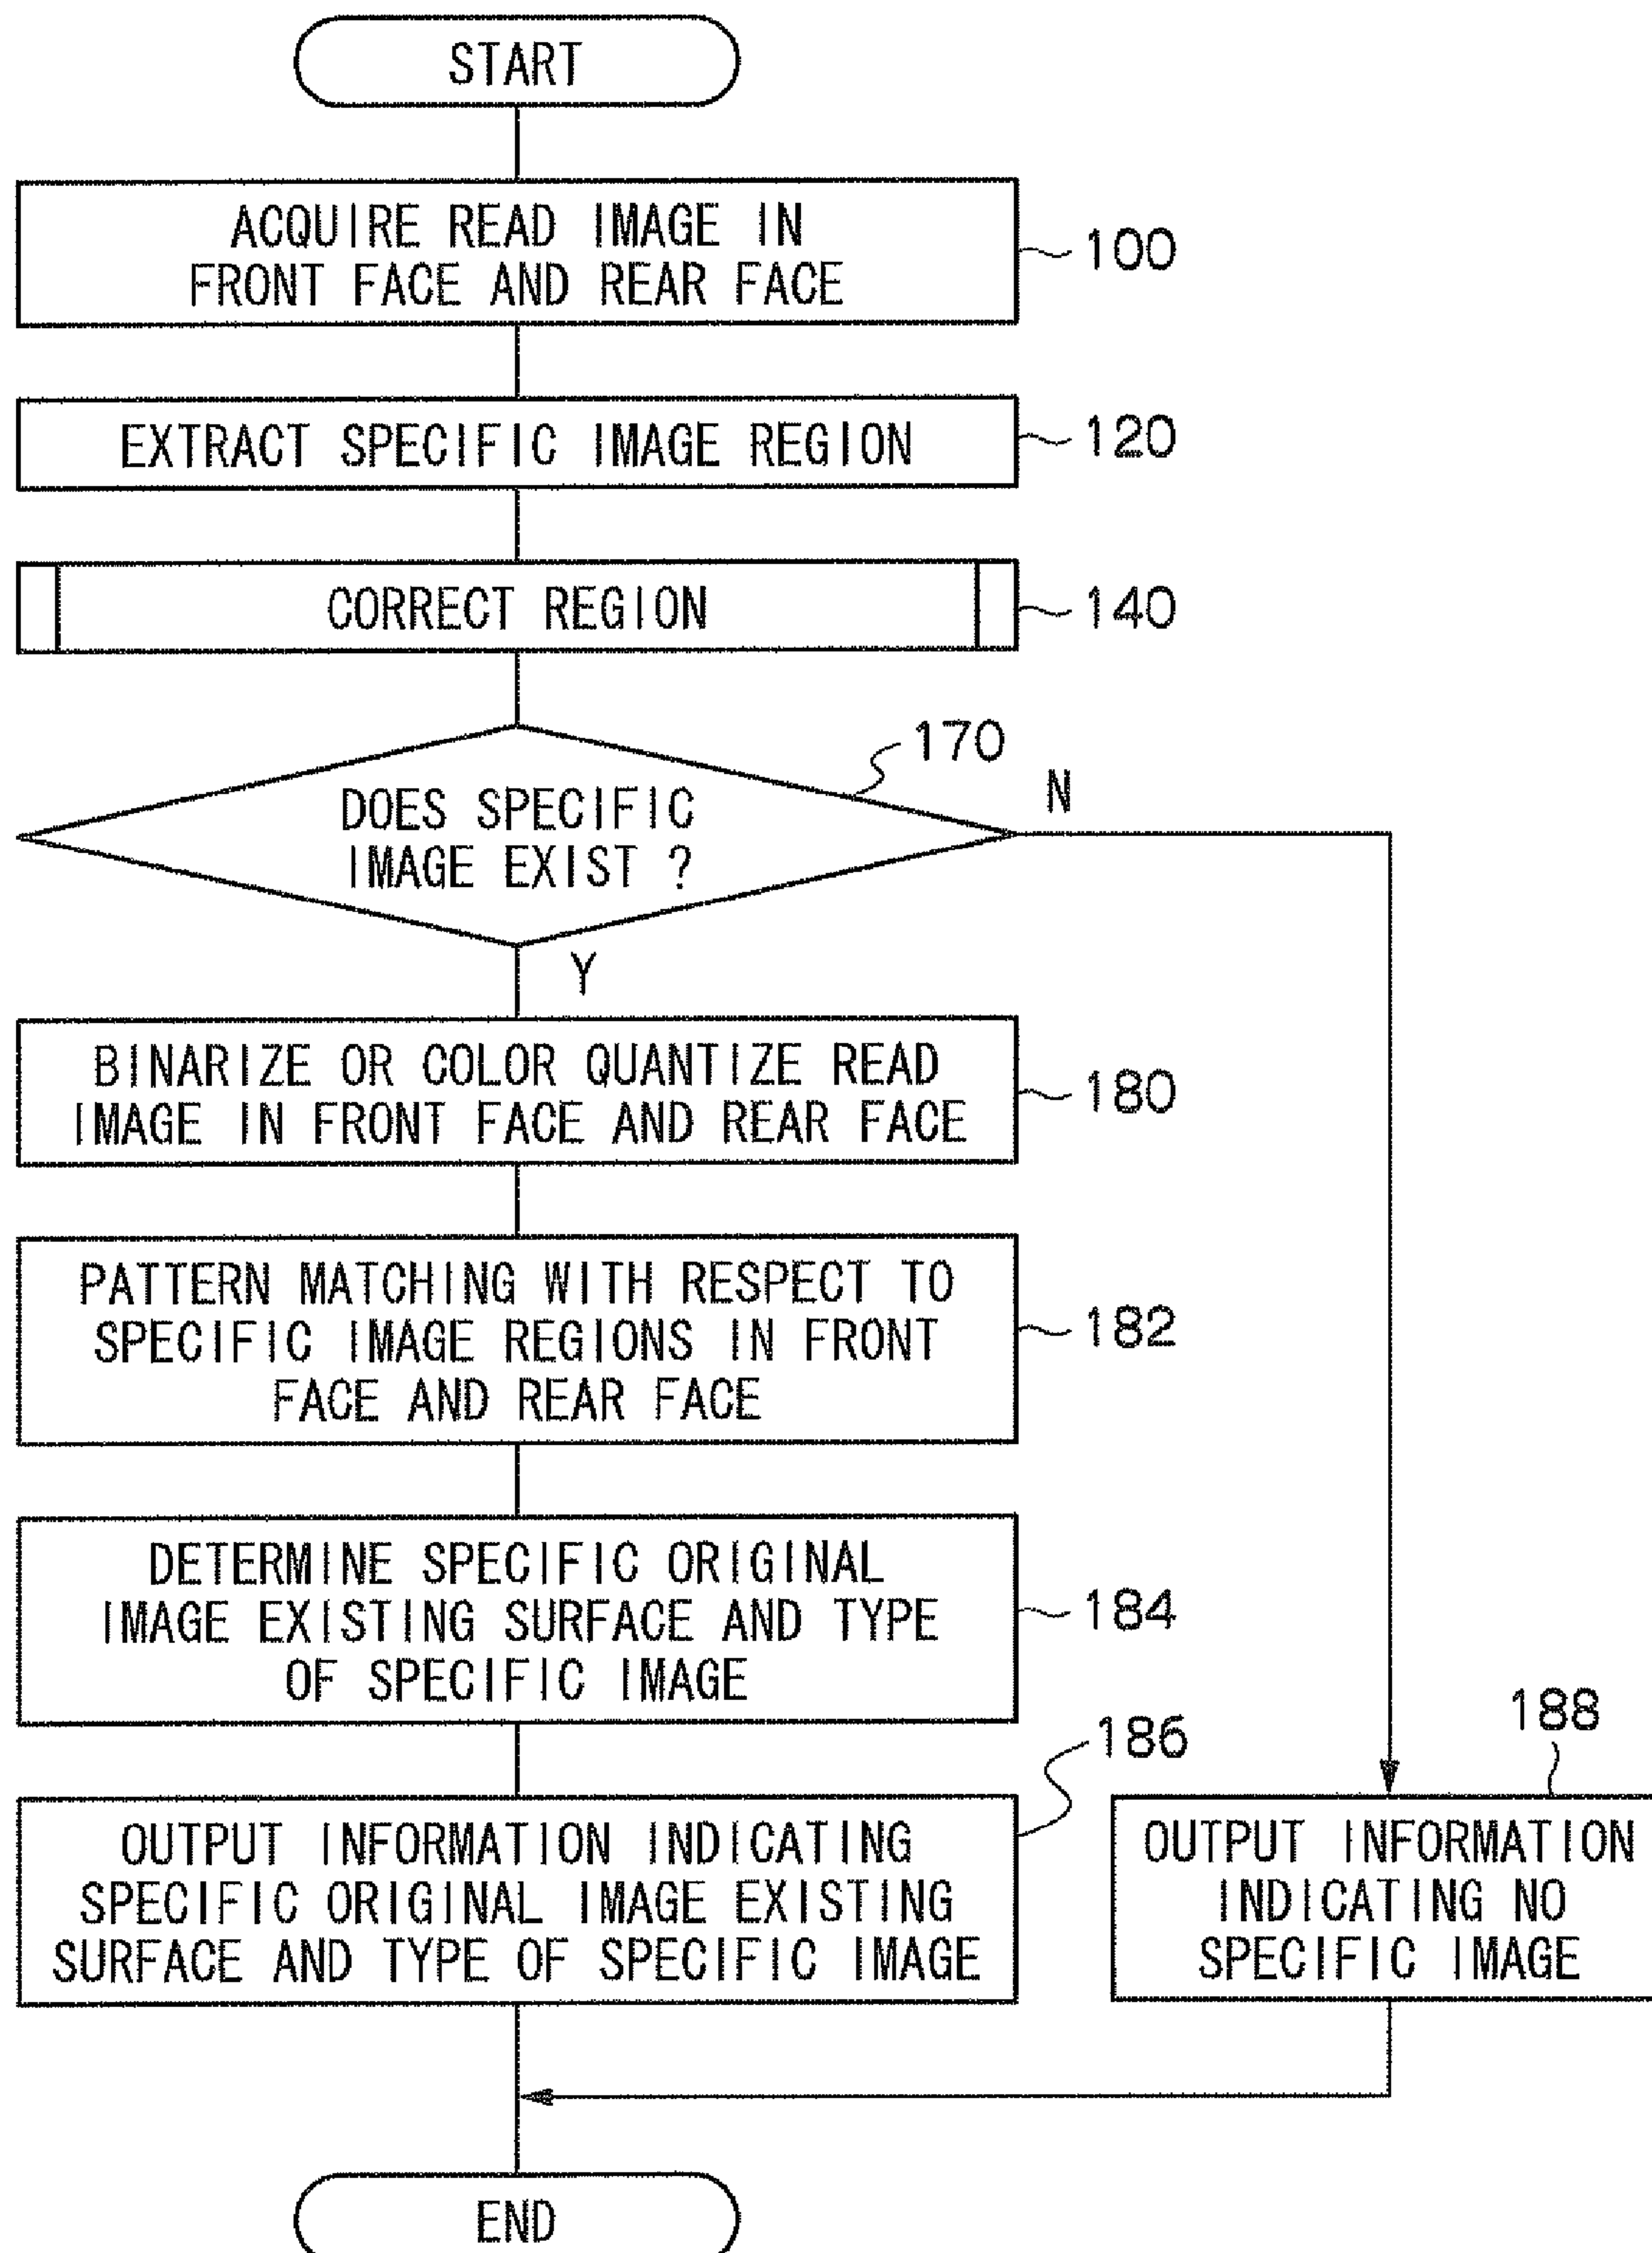 START
ACQUIRE READ IMAGE IN
FRONT FACE AND REAR FACE
100
EXTRACT SPECIFIC IMAGE REGION
120
CORRECT REGION
140
170
DOES SPECIFIC
IMAGE EXIST ?
N
Y
BINARIZE OR COLOR QUANTIZE READ
IMAGE IN FRONT FACE AND REAR FACE
180
PATTERN MATCHING WITH RESPECT TO
SPECIFIC IMAGE REGIONS IN FRONT
FACE AND REAR FACE
182
DETERMINE SPECIFIC ORIGINAL
IMAGE EXISTING SURFACE AND TYPE
OF SPECIFIC IMAGE
184
186
OUTPUT INFORMATION INDICATING
SPECIFIC ORIGINAL IMAGE EXISTING
SURFACE AND TYPE OF SPECIFIC IMAGE
188
OUTPUT INFORMATION
INDICATING NO
SPECIFIC IMAGE
END